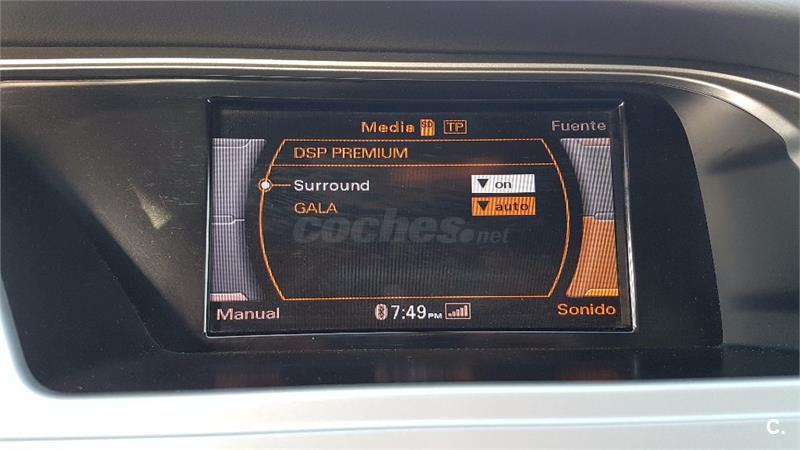 Media SD TP
Fuente
DSP PREMIUM
Surround on
GALA auto
coches.net
Manual 7:49 PM Sonido
C.